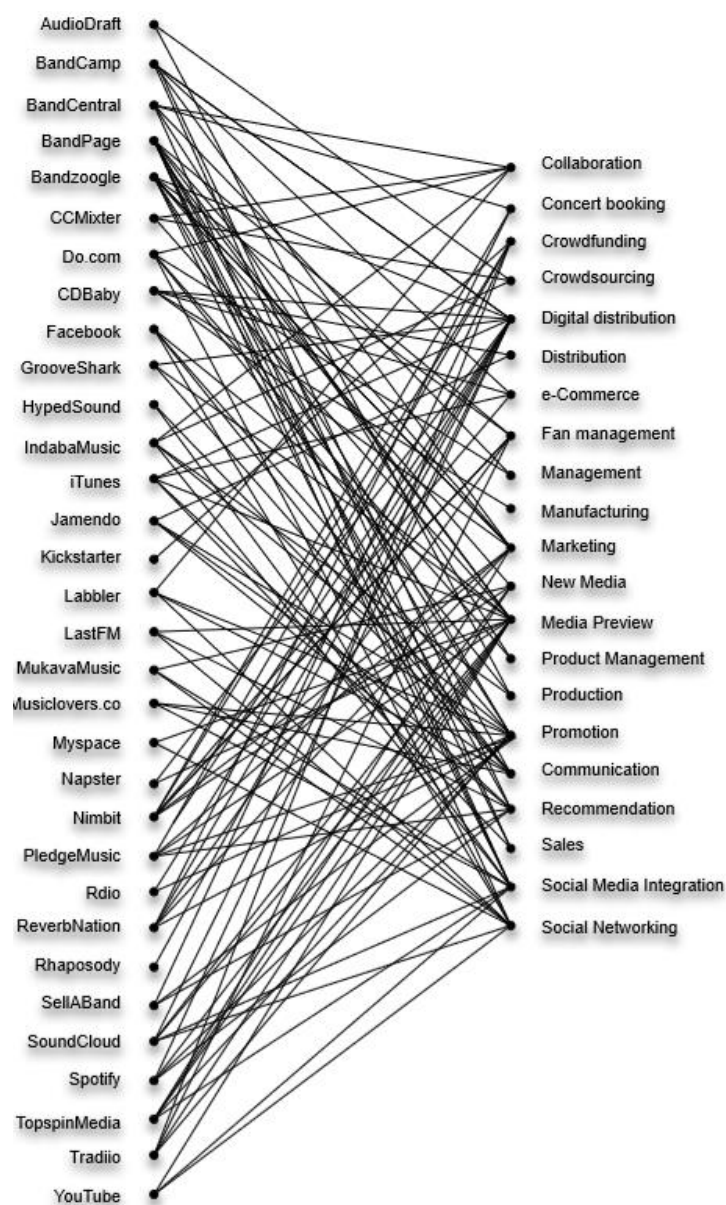 AudioDraft
BandCamp
BandCentral
BandPage
Bandzoogle
CCMixter
Do.com
CDBaby
Facebook
GrooveShark
HypedSound
IndabaMusic
iTunes
Jamendo
Kickstarter
Labbler
LastFM
MukavaMusic
Musiclovers.co
Myspace
Napster
Nimbit
PledgeMusic
Rdio
ReverbNation
Rhaposody
SellABand
SoundCloud
Spotify
TopspinMedia
Tradiio
YouTube
Collaboration
Concert booking
Crowdfunding
Crowdsourcing
Digital distribution
Distribution
e-Commerce
Fan management
Management
Manufacturing
Marketing
New Media
Media Preview
Product Management
Production
Promotion
Communication
Recommendation
Sales
Social Media Integration
Social Networking